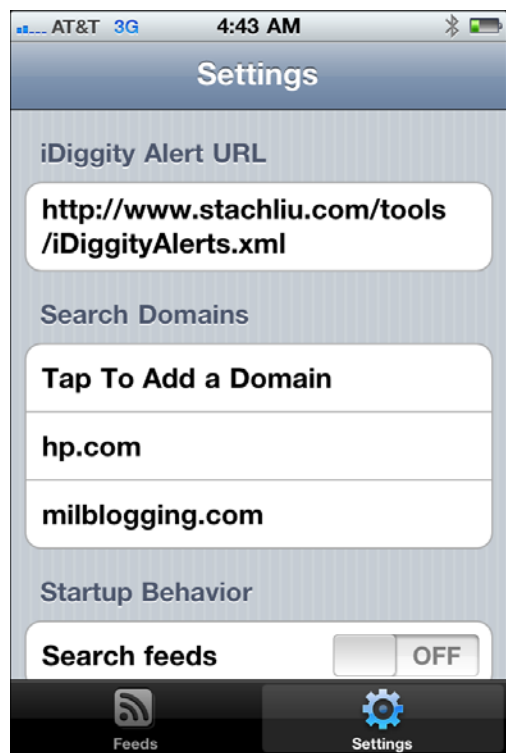 AT&T 3G 4:43 AM
Settings
iDiggity Alert URL
http://www.stachliu.com/tools
/iDiggityAlerts.xml
Search Domains
Tap To Add a Domain
hp.com
milblogging.com
Startup Behavior
Search feeds OFF
Feeds Settings